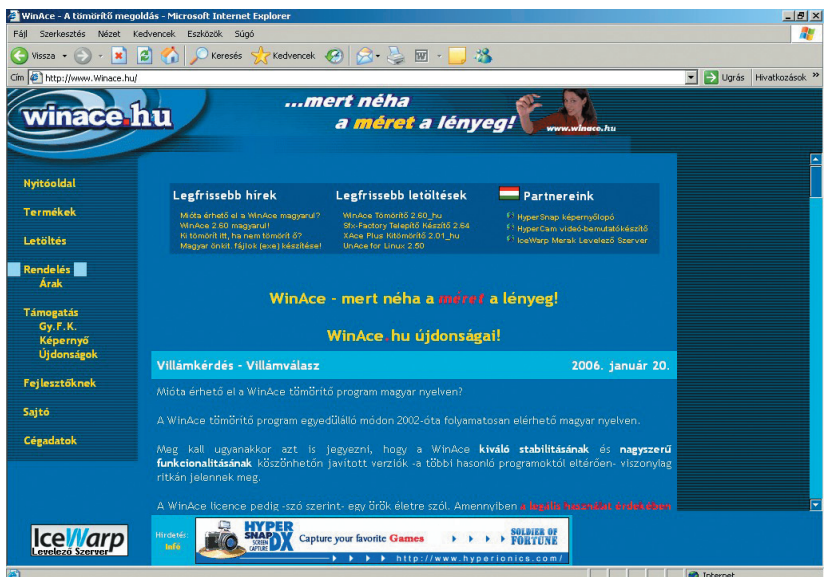 WinAce - A tömörítő megoldás - Microsoft Internet Explorer
Fájl Szerkesztés Nézet Kedvencek Eszközök Súgó
Vissza Keresés Kedvencek
Cím http://www.Winace.hu/ Ugrás Hivatkozások »
winace.hu
...mert néha
a méret a lényeg!
www.winace.hu
Nyitóoldal
Termékek
Letöltés
Rendelés
Árak
Támogatás
Gy.F.K.
Képernyő
Újdonságok
Fejlesztőknek
Sajtó
Cégadatok
Legfrissebb hírek
Mióta érhető el a WinAce magyarul?
WinAce 2.60 magyarul!
Ki tömörít itt, ha nem tömörít ő?
Magyar önkit. fájlok (exe) készítése!
Legfrissebb letöltések
WinAce Tömörítő 2.60_hu
Sfx-Factory Telepítő Készítő 2.64
XAce Plus Kitömörítő 2.01_hu
UnAce for Linux 2.50
Partnereink
HyperSnap képernyőlopó
HyperCam videó-bemutatókészítő
IceWarp Merak Levelező Szerver
WinAce - mert néha a méret a lényeg!
WinAce.hu újdonságai!
Villámkérdés - Villámválasz 2006. január 20.
Mióta érhető el a WinAce tömörítő program magyar nyelven?
A WinAce tömörítő program egyedülálló módon 2002-óta folyamatosan elérhető magyar nyelven.
Meg kall ugyanakkor azt is jegyezni, hogy a WinAce kiváló stabilitásának és nagyszerű
funkcionalitásának köszönhetőn javított verziók -a többi hasonló programoktól eltérően- viszonylag
ritkán jelennek meg.
A WinAce licence pedig -szó szerint- egy örök életre szól. Amennyiben a legális használat érdekében
IceWarp
Levelező Szerver
Hirdetés:
Infó
HYPER
SNAP DX
SCREEN
CAPTURE
Capture your favorite Games
SOLDIER OF
FORTUNE
http://www.hyperionics.com/
Internet